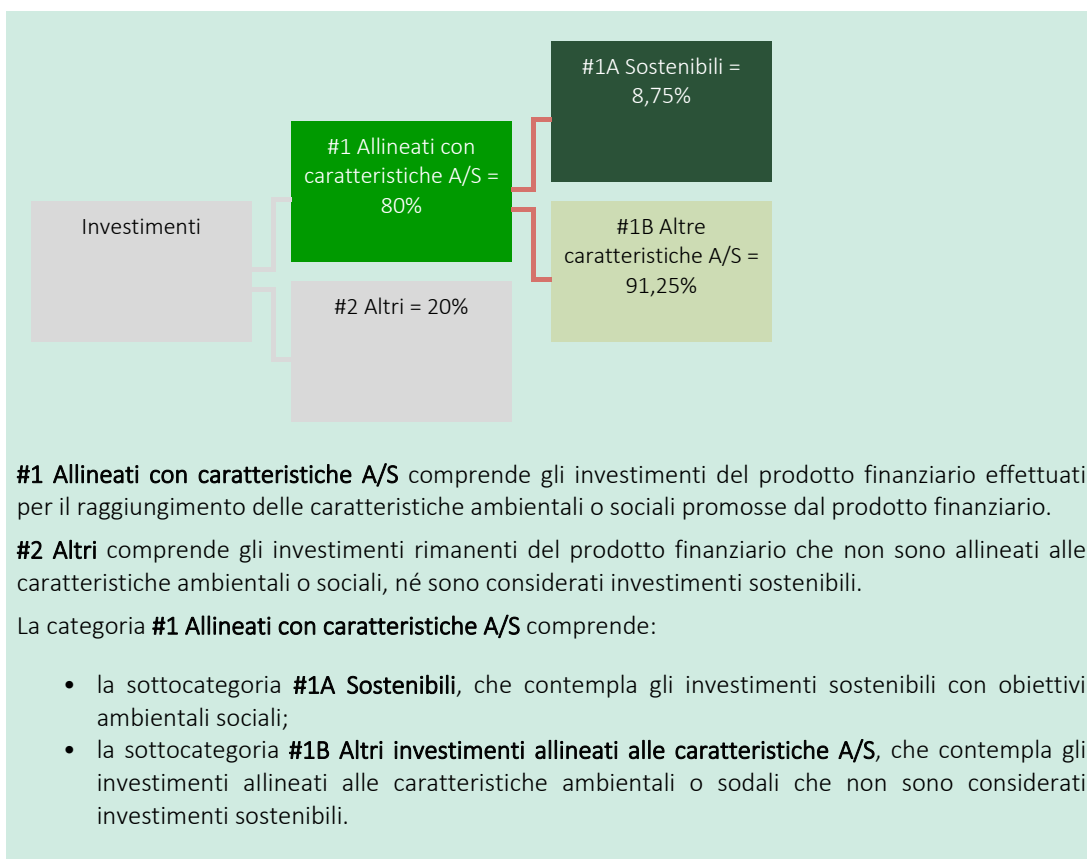 #1A Sostenibili =
8,75%
#1 Allineati con
caratteristiche A/S =
80%
Investimenti
#1B Altre
caratteristiche A/S =
91,25%
#2 Altri = 20%
#1 Allineati con caratteristiche A/S comprende gli investimenti del prodotto finanziario effettuati
per il raggiungimento delle caratteristiche ambientali o sociali promosse dal prodotto finanziario.
#2 Altri comprende gli investimenti rimanenti del prodotto finanziario che non sono allineati alle
caratteristiche ambientali o sociali, né sono considerati investimenti sostenibili.
La categoria #1 Allineati con caratteristiche A/S comprende:
• la sottocategoria #1A Sostenibili, che contempla gli investimenti sostenibili con obiettivi
ambientali sociali;
• la sottocategoria #1B Altri investimenti allineati alle caratteristiche A/S, che contempla gli
investimenti allineati alle caratteristiche ambientali o sodali che non sono considerati
investimenti sostenibili.